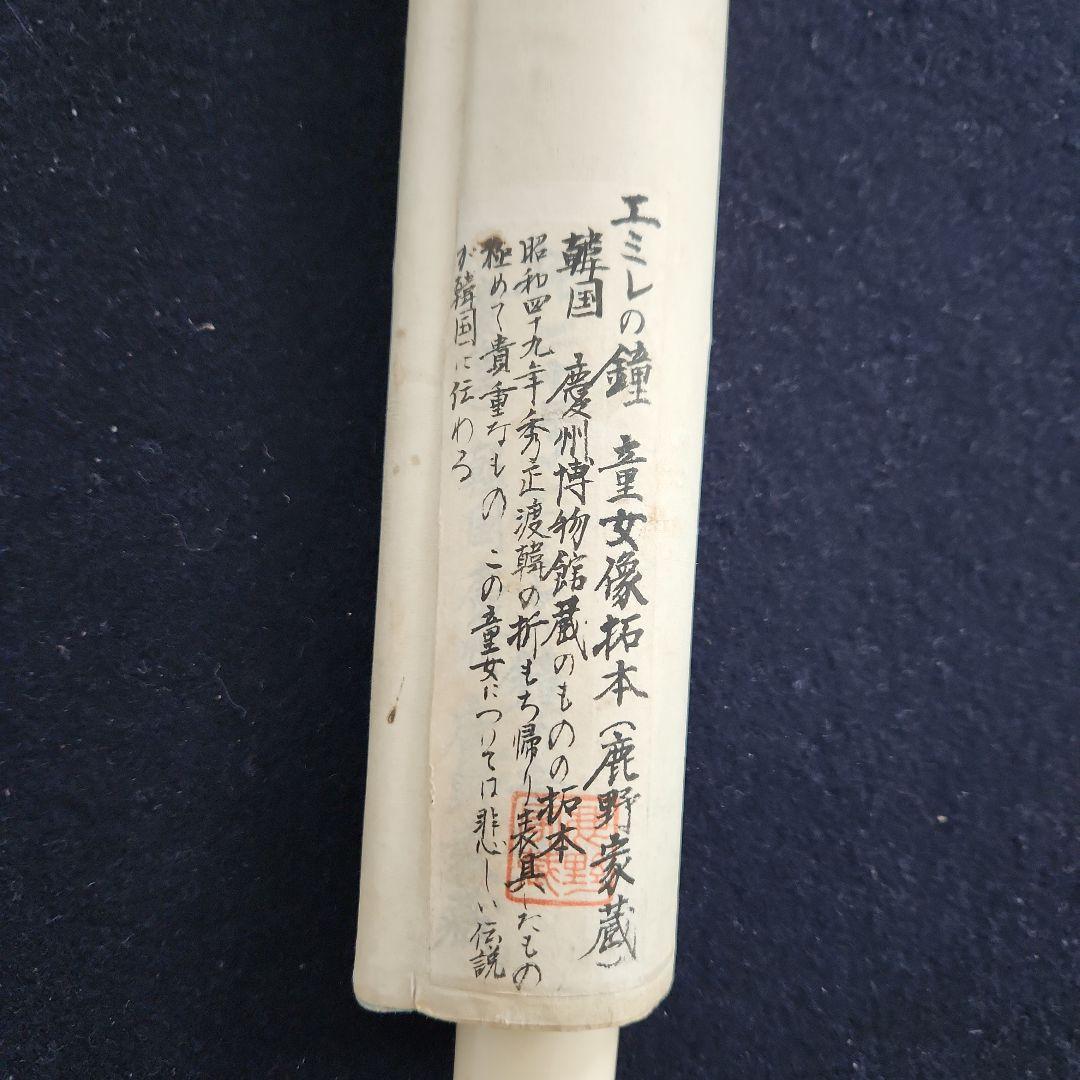 エミレの鐘 童女像拓本(鹿野家蔵)
韓国 慶州博物館蔵のものの拓本
昭和四十九年秀正渡韓の折もち帰り表具したもの
極めて貴重なもの この童女については悲しい伝説
が韓国に伝わる
鹿野家蔵